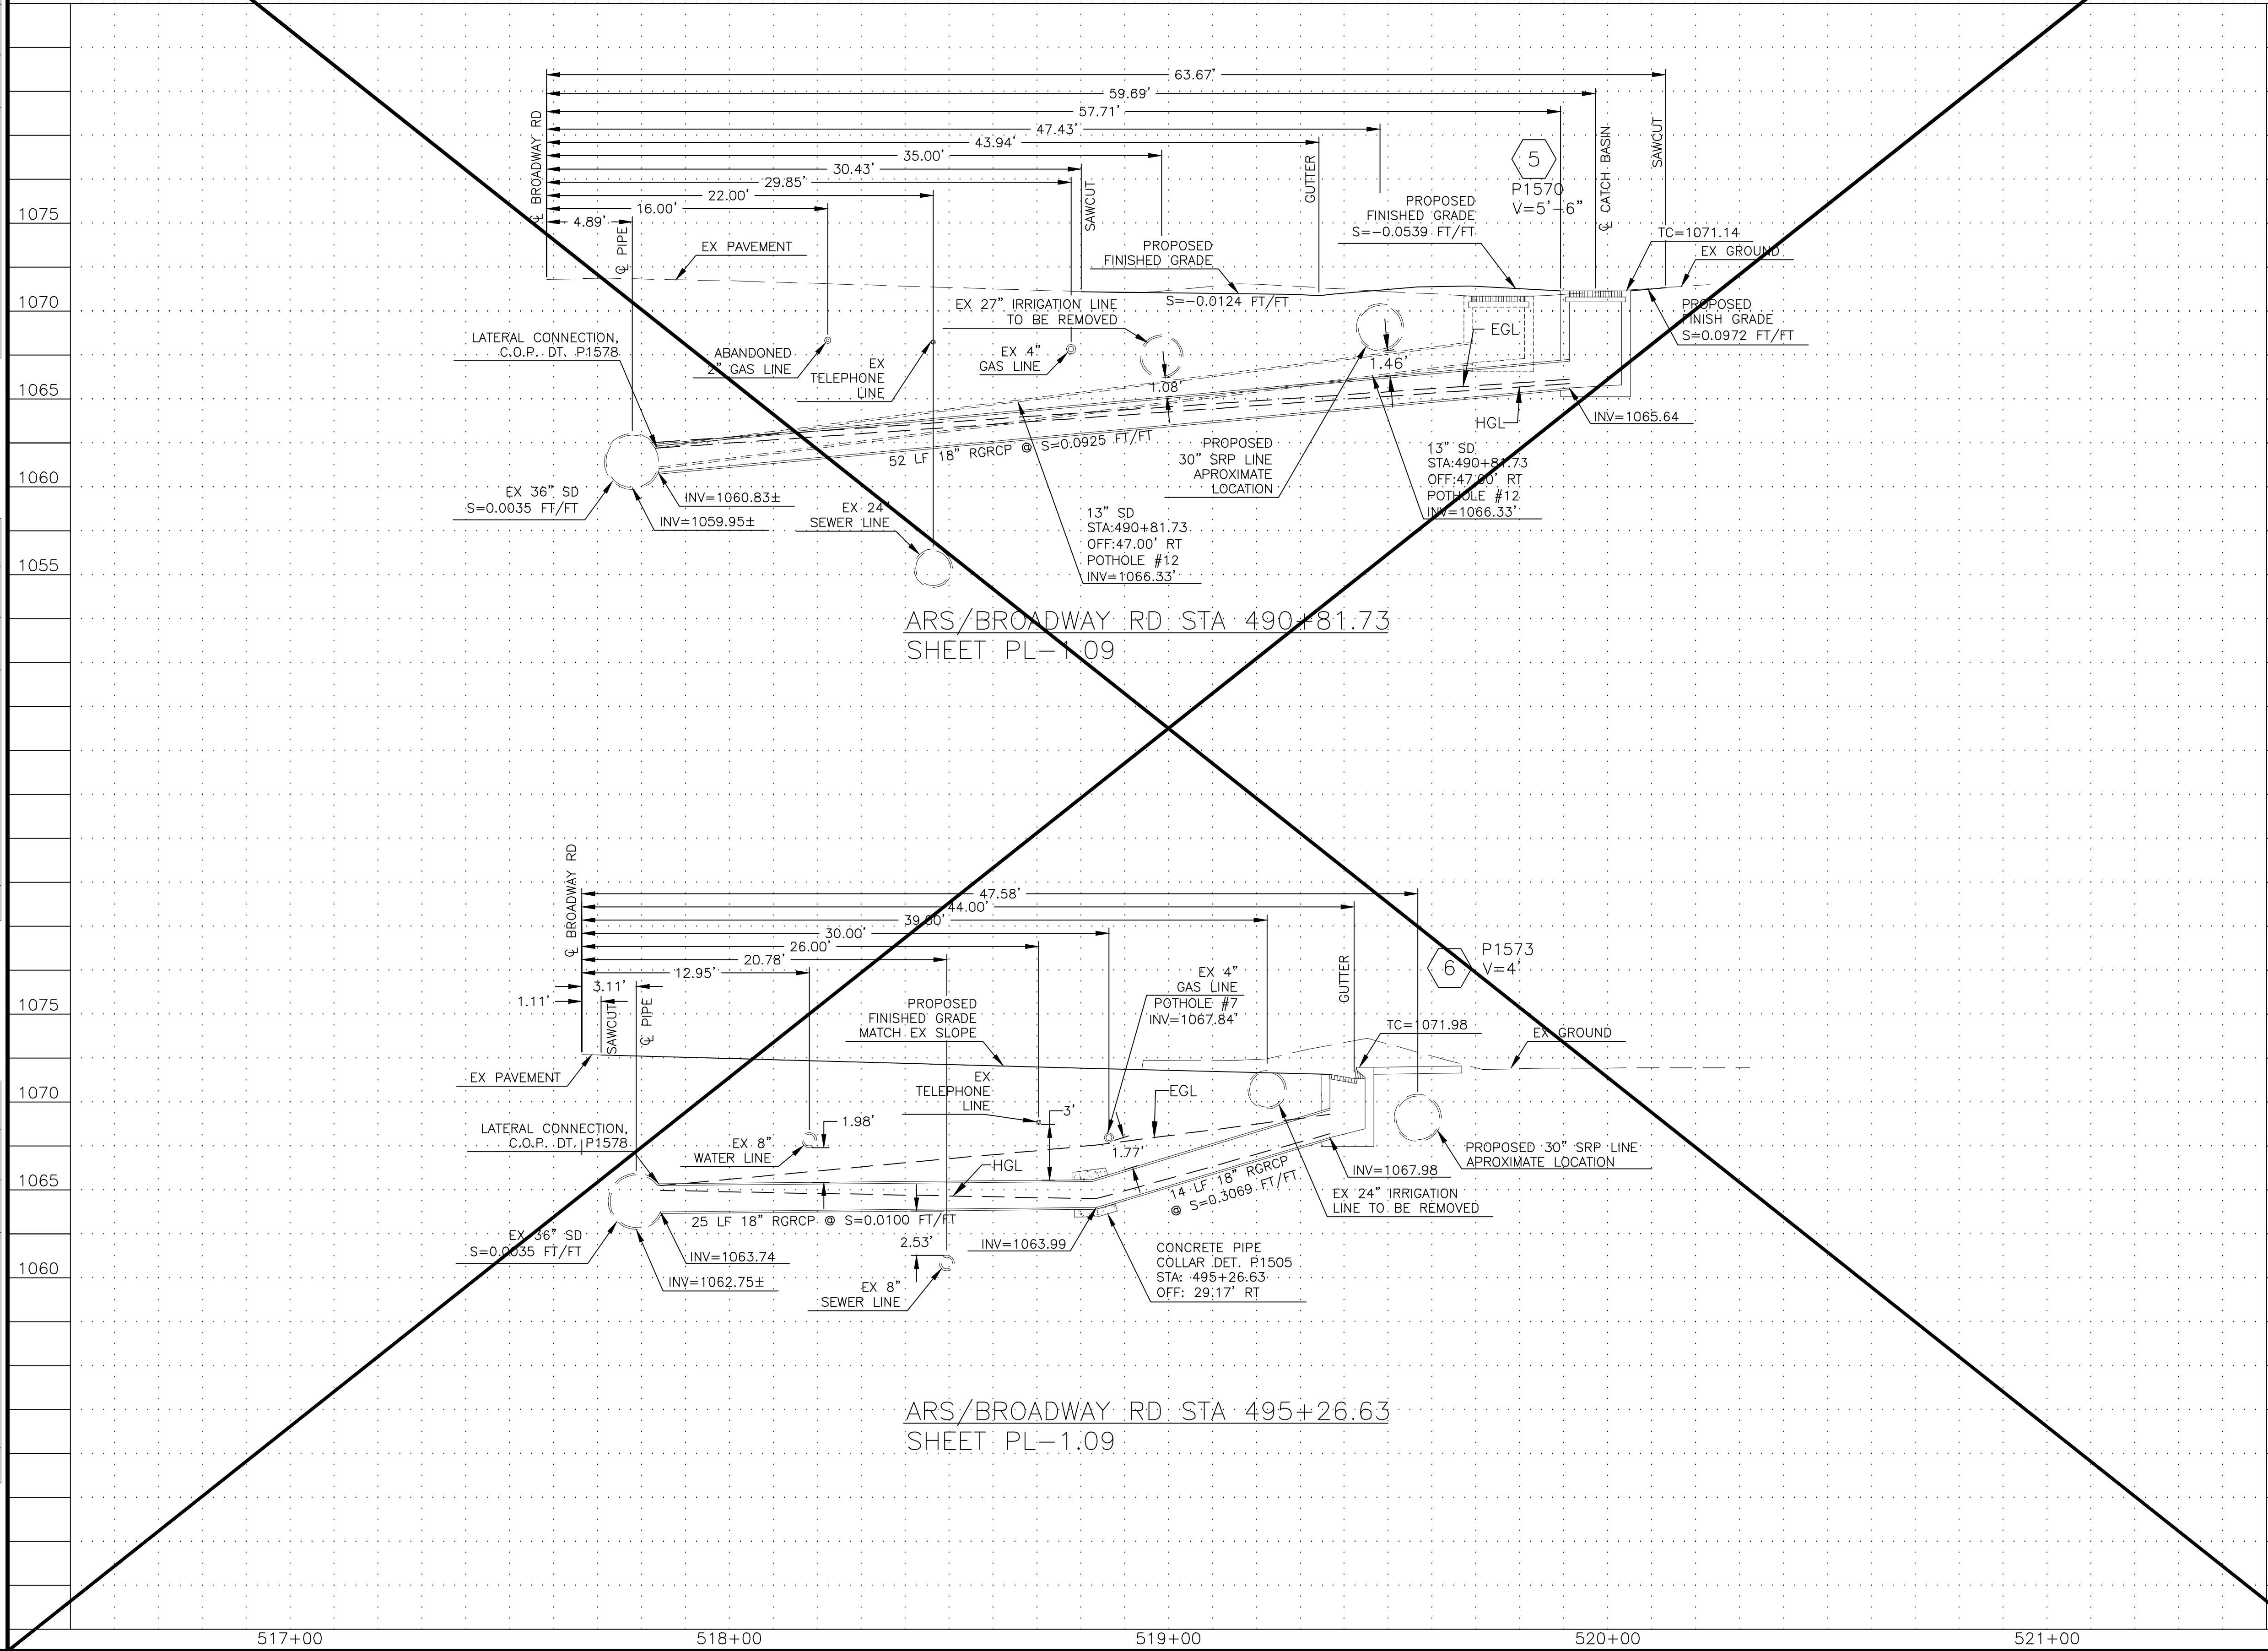 63.67'
59.69'
57.71'
47.43'
43.94'
35.00'
30.43'
29.85'
22.00'
16.00'
4.89'
℄ BROADWAY RD
℄ PIPE
SAWCUT
GUTTER
℄ CATCH BASIN
SAWCUT
5
P1570
V=5'-6"
1075
1070
1065
1060
1055
EX PAVEMENT
PROPOSED
FINISHED GRADE
S=-0.0124 FT/FT
PROPOSED
FINISHED GRADE
S=-0.0539 FT/FT
TC=1071.14
EX GROUND
PROPOSED
FINISH GRADE
S=0.0972 FT/FT
LATERAL CONNECTION,
C.O.P. DT. P1578
ABANDONED
2" GAS LINE
EX
TELEPHONE
LINE
EX 4"
GAS LINE
EX 27" IRRIGATION LINE
TO BE REMOVED
1.08'
1.46'
EGL
HGL
INV=1065.64
52 LF 18" RGRCP @ S=0.0925 FT/FT
PROPOSED
30" SRP LINE
APROXIMATE
LOCATION
13" SD
STA:490+81.73
OFF:47.00' RT
POTHOLE #12
INV=1066.33'
EX 36" SD
S=0.0035 FT/FT
INV=1060.83±
INV=1059.95±
EX 24"
SEWER LINE
13" SD
STA:490+81.73
OFF:47.00' RT
POTHOLE #12
INV=1066.33'
ARS/BROADWAY RD STA 490+81.73
SHEET PL-1.09
47.58'
44.00'
39.00'
30.00'
26.00'
20.78'
12.95'
3.11'
1.11'
℄ BROADWAY RD
SAWCUT
℄ PIPE
GUTTER
6
P1573
V=4'
1075
1070
1065
1060
EX PAVEMENT
PROPOSED
FINISHED GRADE
MATCH EX SLOPE
EX 4"
GAS LINE
POTHOLE #7
INV=1067.84'
TC=1071.98
EX GROUND
EX
TELEPHONE
LINE
EGL
3'
1.98'
1.77'
LATERAL CONNECTION,
C.O.P. DT. P1578
EX 8"
WATER LINE
HGL
INV=1067.98
PROPOSED 30" SRP LINE
APROXIMATE LOCATION
14 LF 18" RGRCP
@ S=0.3069 FT/FT
EX 24" IRRIGATION
LINE TO BE REMOVED
25 LF 18" RGRCP @ S=0.0100 FT/FT
EX 36" SD
S=0.0035 FT/FT
INV=1063.74
INV=1062.75±
2.53'
INV=1063.99
EX 8"
SEWER LINE
CONCRETE PIPE
COLLAR DET. P1505
STA: 495+26.63
OFF: 29.17' RT
ARS/BROADWAY RD STA 495+26.63
SHEET PL-1.09
517+00
518+00
519+00
520+00
521+00